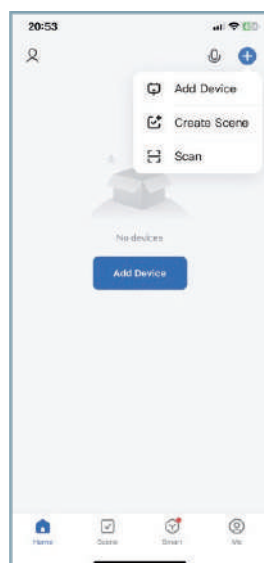 20:53
Add Device
Create Scene
Scan
No devices
Add Device
Home
Scene
Smart
Me